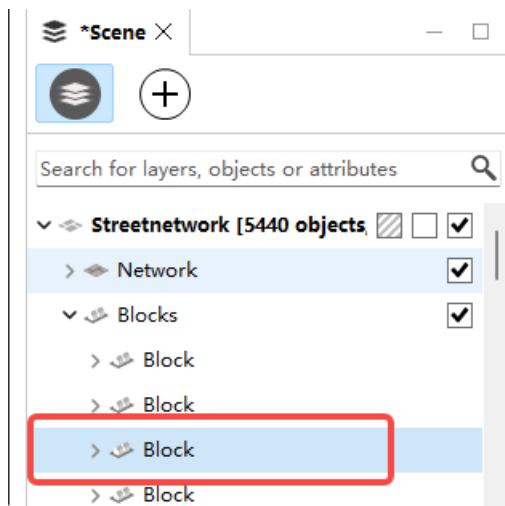 *Scene
Search for layers, objects or attributes
Streetnetwork [5440 objects,
Network
Blocks
Block
Block
Block
Block